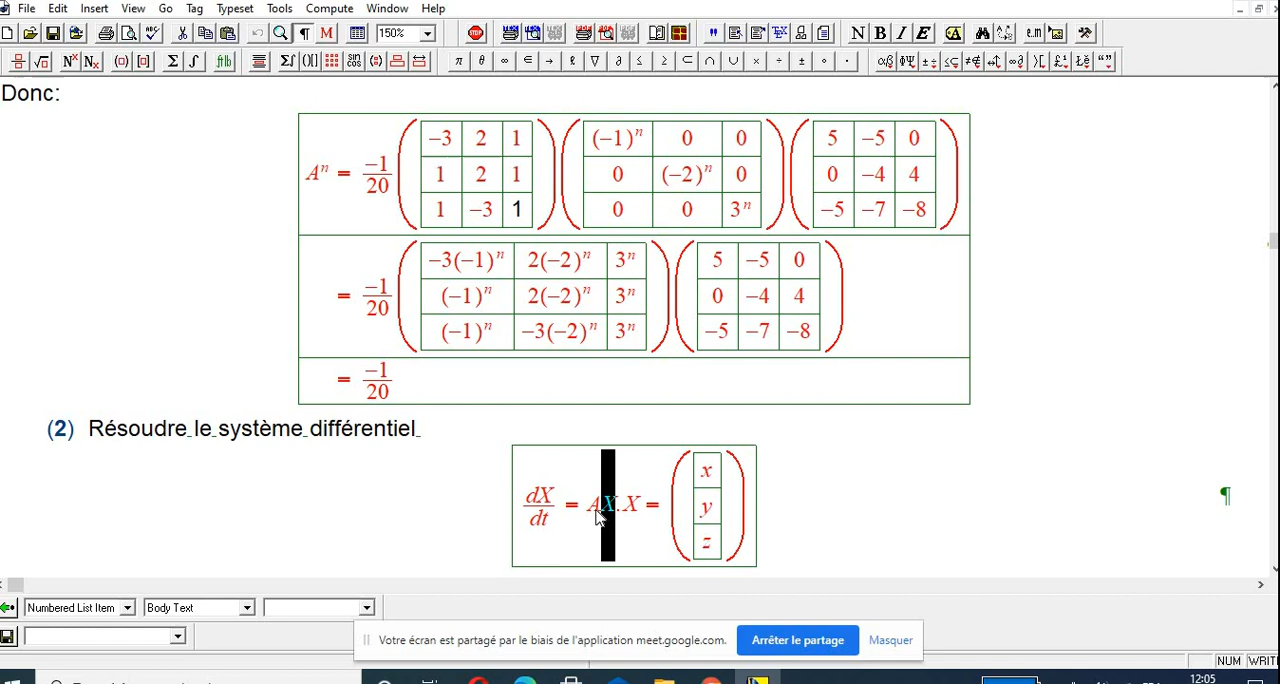 File Edit View Insert Go Tag Typeset Tools Compute Window Help
150%
Donc:
Aⁿ = −1/20 ( −3 2 1 ) ( (−1)ⁿ 0 0 ) ( 5 −5 0 )
( 1 2 1 ) ( 0 (−2)ⁿ 0 ) ( 0 −4 4 )
( 1 −3 1 ) ( 0 0 3ⁿ ) ( −5 −7 −8 )
= −1/20 ( −3(−1)ⁿ 2(−2)ⁿ 3ⁿ ) ( 5 −5 0 )
( (−1)ⁿ 2(−2)ⁿ 3ⁿ ) ( 0 −4 4 )
( (−1)ⁿ −3(−2)ⁿ 3ⁿ ) ( −5 −7 −8 )
= −1/20
(2) Résoudre le système différentiel
dX/dt = AX.X = ( x
y
z )
Numbered List Item Body Text
Votre écran est partagé par le biais de l'application meet.google.com. Arrêter le partage Masquer
NUM WRIT
12:05